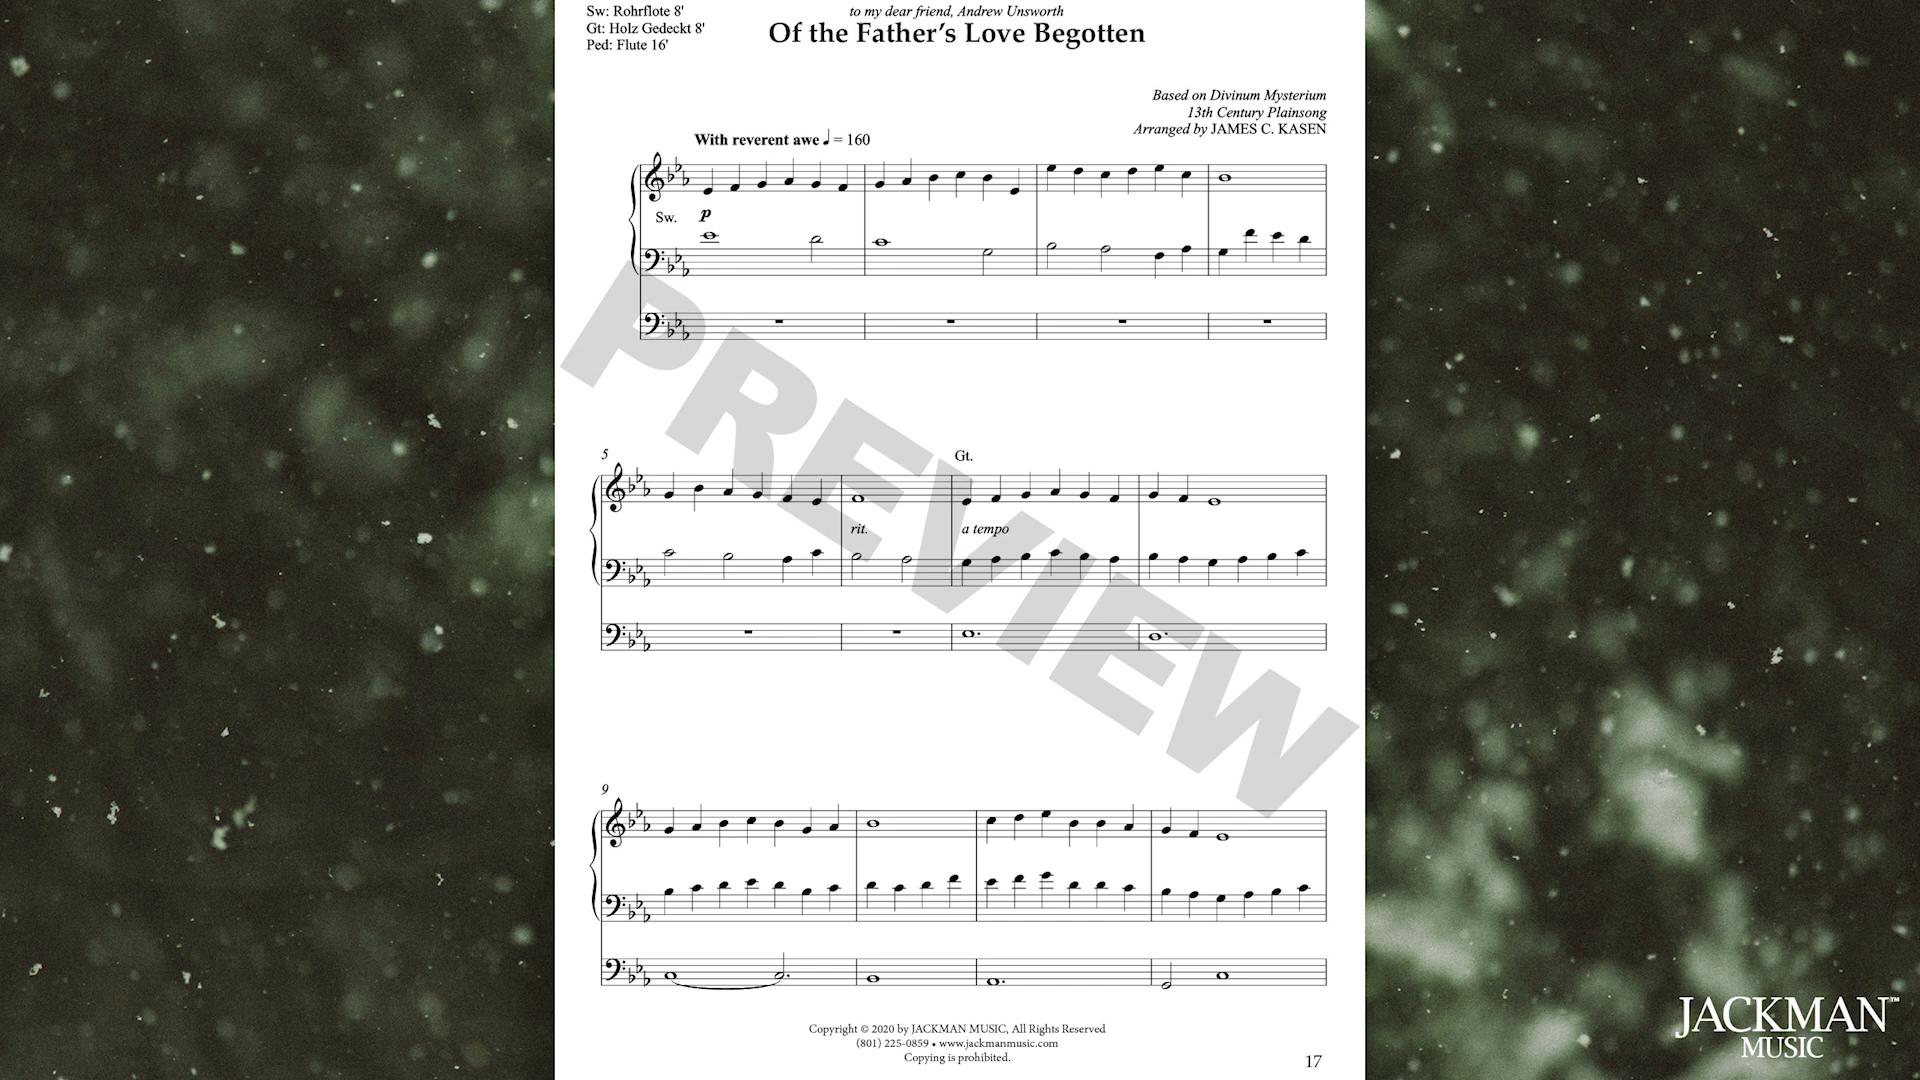 Sw: Rohrflote 8'
Gt: Holz Gedeckt 8'
Ped: Flute 16'
to my dear friend, Andrew Unsworth
Of the Father's Love Begotten
Based on Divinum Mysterium
13th Century Plainsong
Arranged by JAMES C. KASEN
With reverent awe ♩ = 160
Sw.
p
5
Gt.
rit.
a tempo
PREVIEW
9
Copyright © 2020 by JACKMAN MUSIC, All Rights Reserved
(801) 225-0859 • www.jackmanmusic.com
Copying is prohibited.
17
JACKMAN™
MUSIC